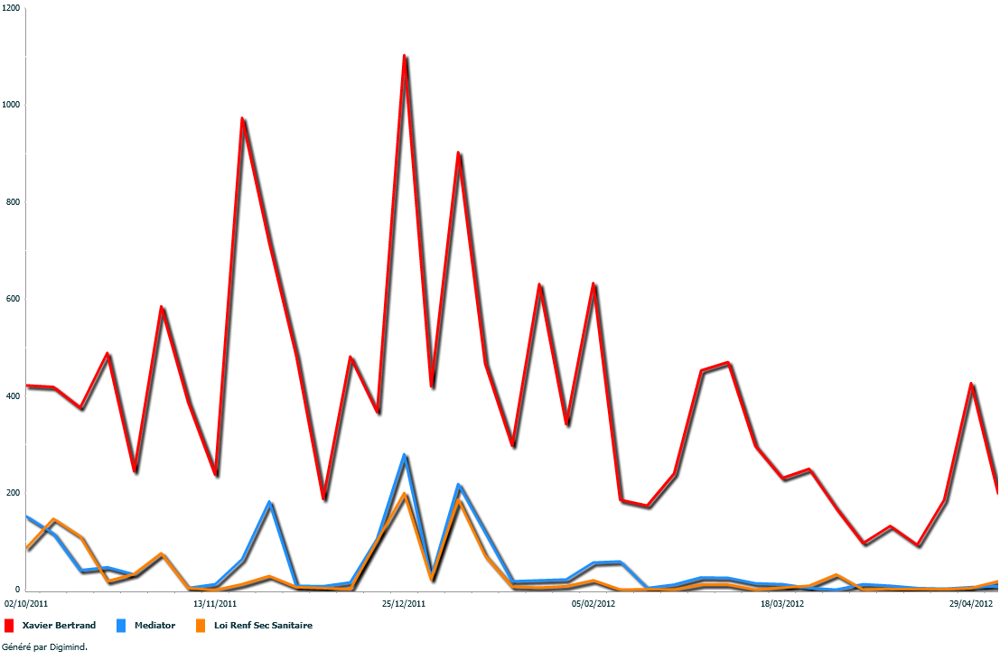 1200
1000
800
600
400
200
0
02/10/2011 13/11/2011 25/12/2011 05/02/2012 18/03/2012 29/04/2012
Xavier Bertrand Mediator Loi Renf Sec Sanitaire
Généré par Digimind.